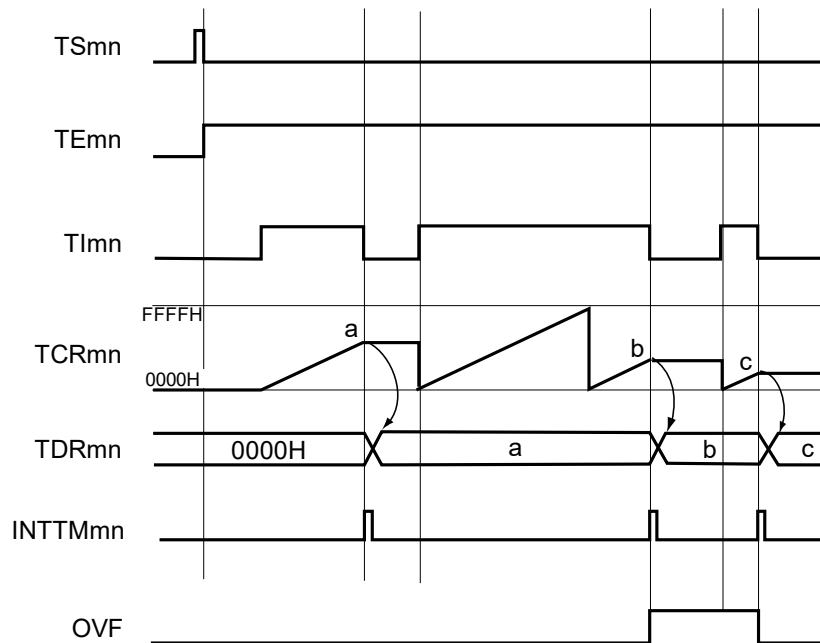 TSmn
TEmn
TImn
FFFFH
a
TCRmn
b
c
0000H
TDRmn
0000H
a
b
c
INTTMmn
OVF